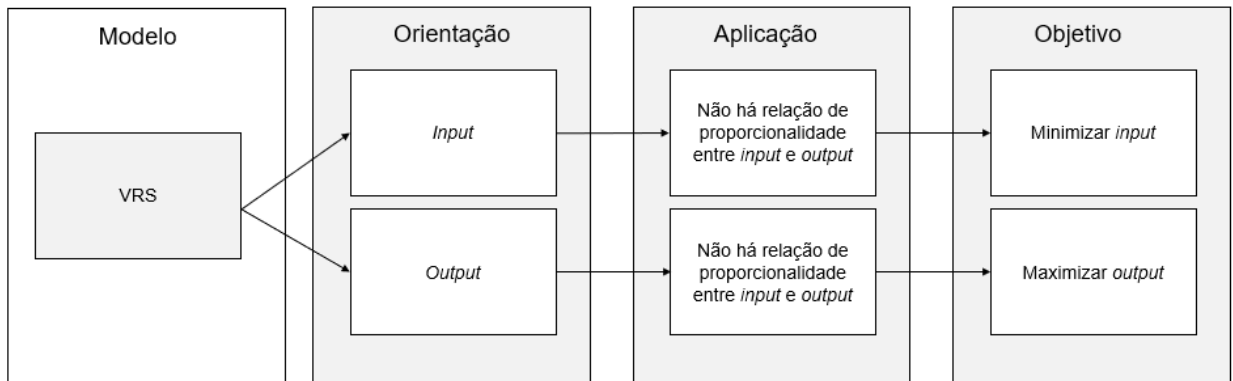 Modelo
Orientação
Aplicação
Objetivo
VRS
Input
Não há relação de
proporcionalidade
entre input e output
Minimizar input
Output
Não há relação de
proporcionalidade
entre input e output
Maximizar output